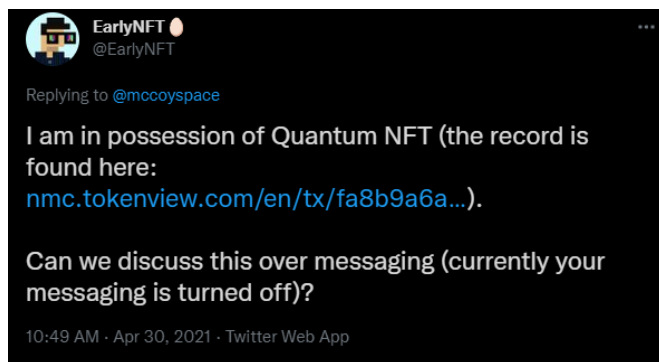 EarlyNFT🥚
@EarlyNFT
Replying to @mccoyspace
I am in possession of Quantum NFT (the record is
found here:
nmc.tokenview.com/en/tx/fa8b9a6a…).
Can we discuss this over messaging (currently your
messaging is turned off)?
10:49 AM · Apr 30, 2021 · Twitter Web App